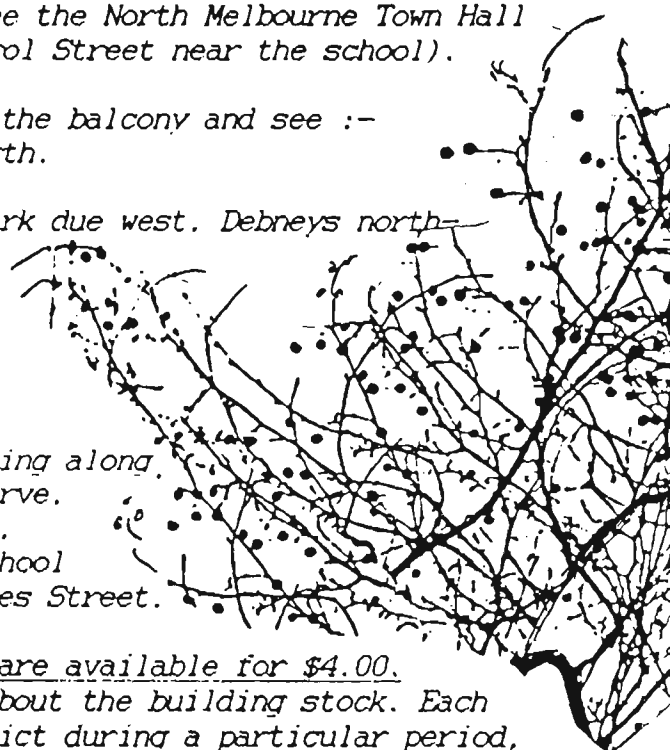 the North Melbourne Town Hall
ol Street near the school).
the balcony and see :-
th.
rk due west. Debneys north-
ing along
rve.
.
hool
es Street.
are available for $4.00.
bout the building stock. Each
ict during a particular period,